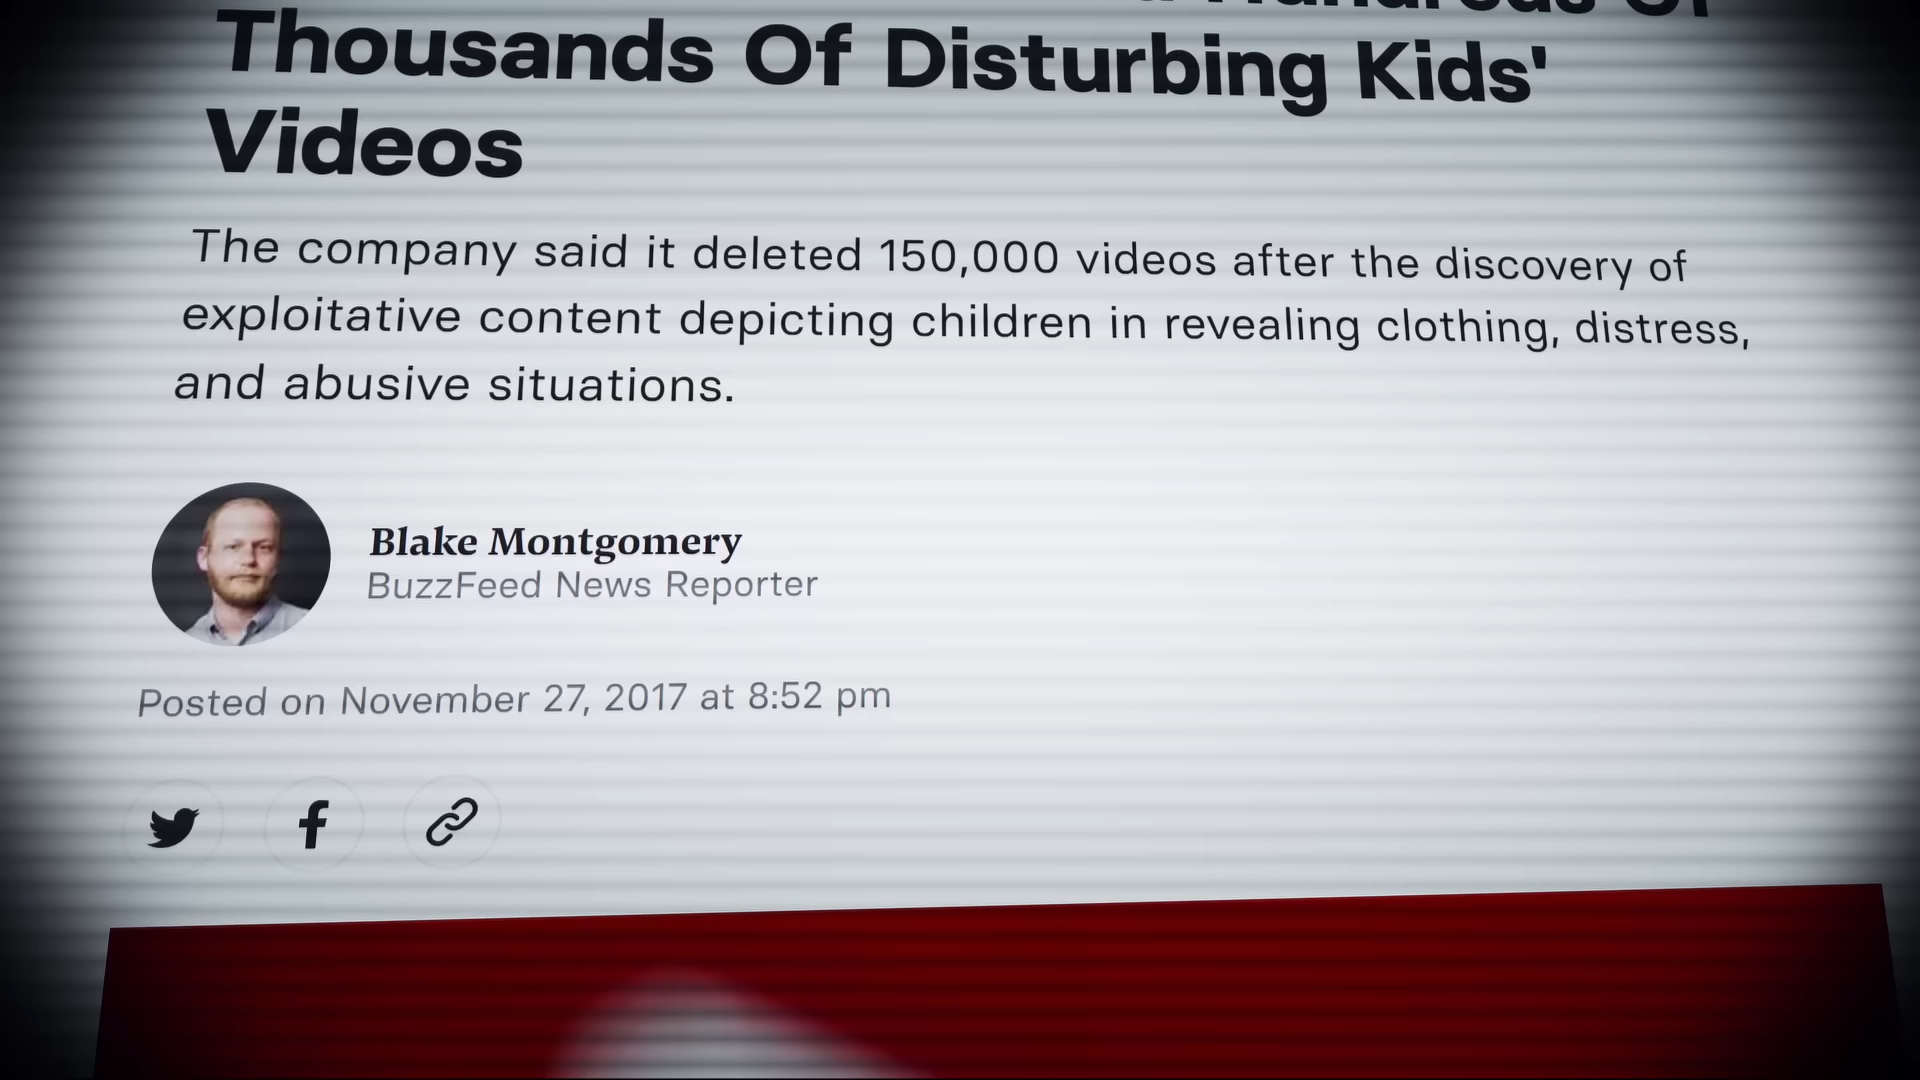 Hundreds Of
Thousands Of Disturbing Kids'
Videos
The company said it deleted 150,000 videos after the discovery of
exploitative content depicting children in revealing clothing, distress,
and abusive situations.
Blake Montgomery
BuzzFeed News Reporter
Posted on November 27, 2017 at 8:52 pm